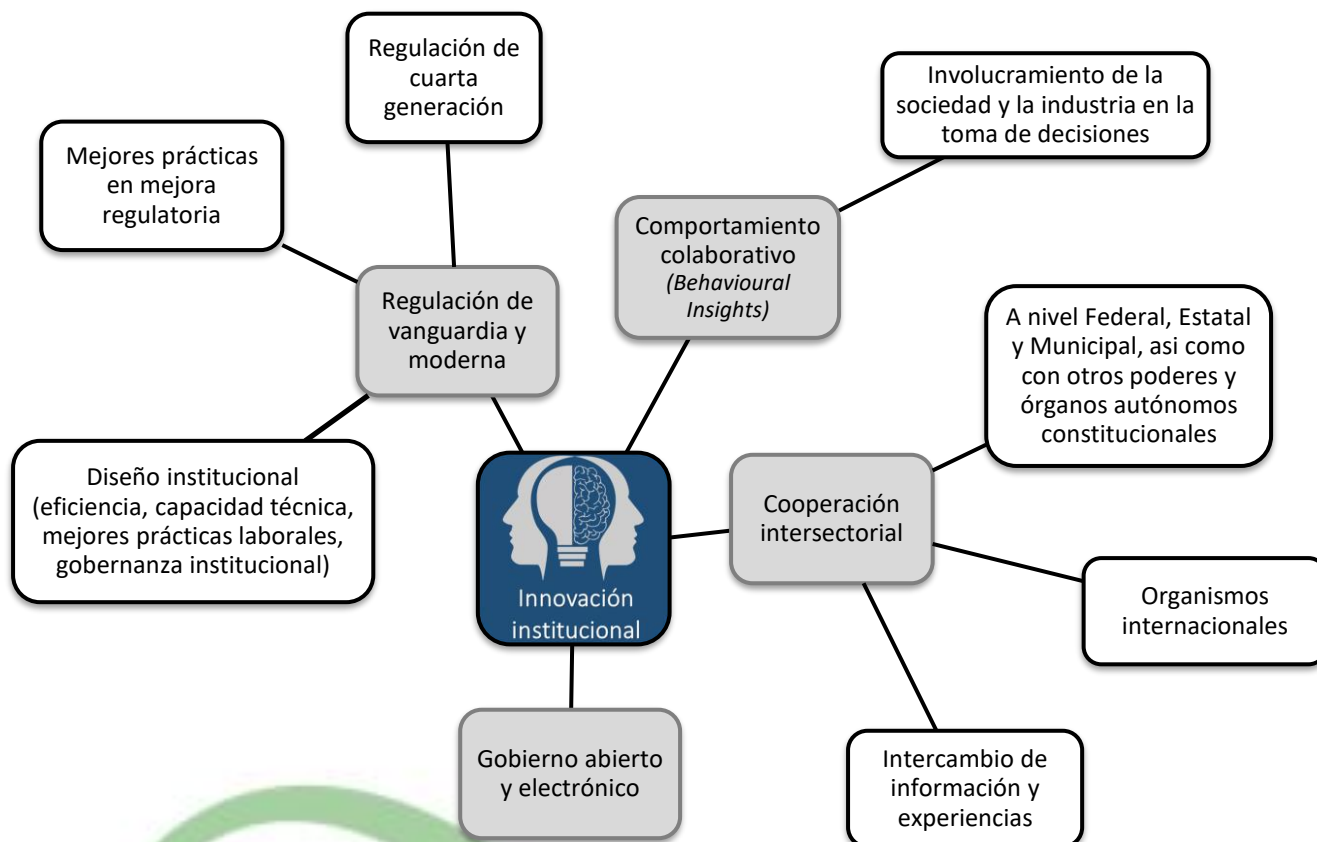 Regulación de
cuarta
generación
Involucramiento de la
sociedad y la industria en la
toma de decisiones
Mejores prácticas
en mejora
regulatoria
Comportamiento
colaborativo
(Behavioural
Insights)
Regulación de
vanguardia y
moderna
A nivel Federal, Estatal
y Municipal, asi como
con otros poderes y
órganos autónomos
constitucionales
Diseño institucional
(eficiencia, capacidad técnica,
mejores prácticas laborales,
gobernanza institucional)
Cooperación
intersectorial
Innovación
institucional
Organismos
internacionales
Gobierno abierto
y electrónico
Intercambio de
información y
experiencias